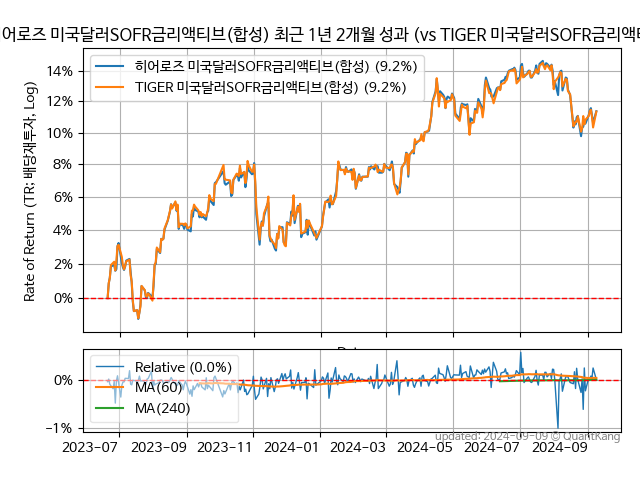 어로즈 미국달러SOFR금리액티브(합성) 최근 1년 2개월 성과 (vs TIGER 미국달러SOFR금리액
히어로즈 미국달러SOFR금리액티브(합성) (9.2%)
TIGER 미국달러SOFR금리액티브(합성) (9.2%)
Rate of Return (TR: 배당재투자, Log)
14%
12%
10%
8%
6%
4%
2%
0%
Relative (0.0%)
MA(60)
MA(240)
0%
−1%
2023-07
2023-09
2023-11
2024-01
2024-03
2024-05
2024-07
2024-09
updated: 2024-09-09 © QuantKang